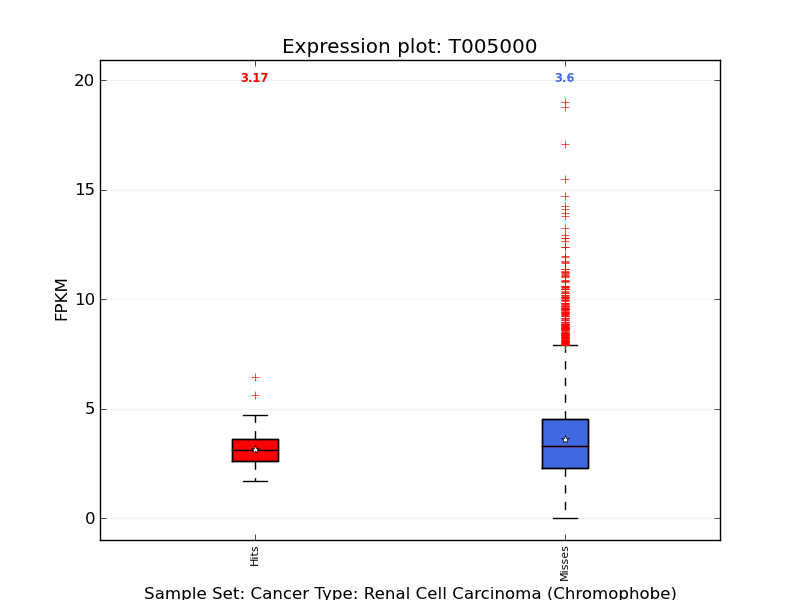 Expression plot: T005000
3.17
3.6
20
15
10
5
0
FPKM
Hits
Misses
Sample Set: Cancer Type: Renal Cell Carcinoma (Chromophobe)